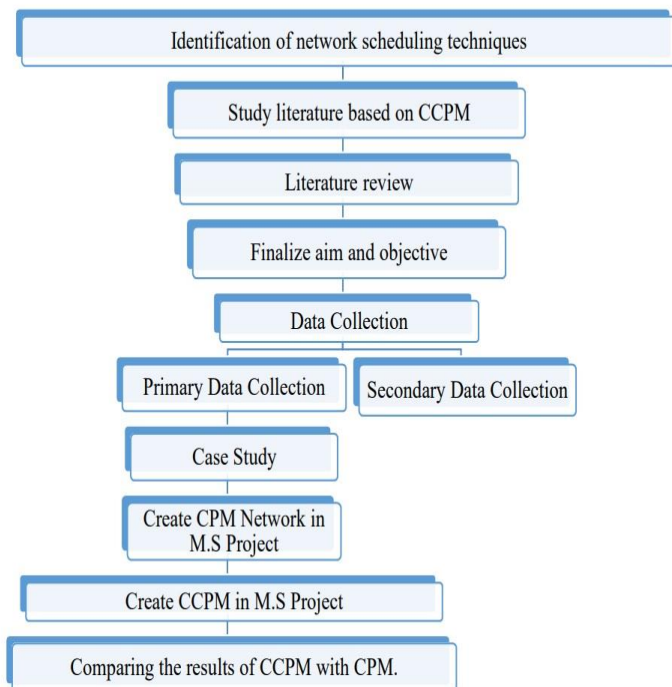 Identification of network scheduling techniques
Study literature based on CCPM
Literature review
Finalize aim and objective
Data Collection
Primary Data Collection
Secondary Data Collection
Case Study
Create CPM Network in
M.S Project
Create CCPM in M.S Project
Comparing the results of CCPM with CPM.